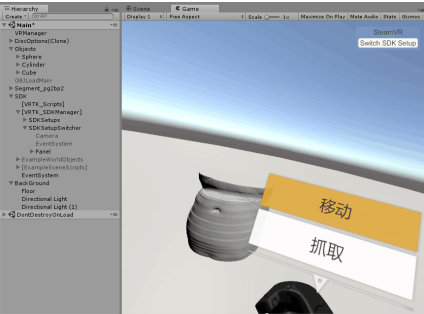 Hierarchy
Create
All
Main*
VRManager
DiscOptions(Clone)
Objects
Sphere
Cylinder
Cube
OBJLoadMain
Segment_pg2bp2
SDK
[VRTK_Scripts]
[VRTK_SDKManager]
SDKSetups
SDKSetupSwitcher
Camera
EventSystem
Panel
ExampleWorldObjects
[ExampleSceneScripts]
EventSystem
BackGround
Floor
Directional Light
Directional Light (1)
DontDestroyOnLoad
Scene
Game
Display 1
Free Aspect
Scale 1x
Maximize On Play
Mute Audio
Stats
Gizmos
SteamVR
Switch SDK Setup
移动
抓取